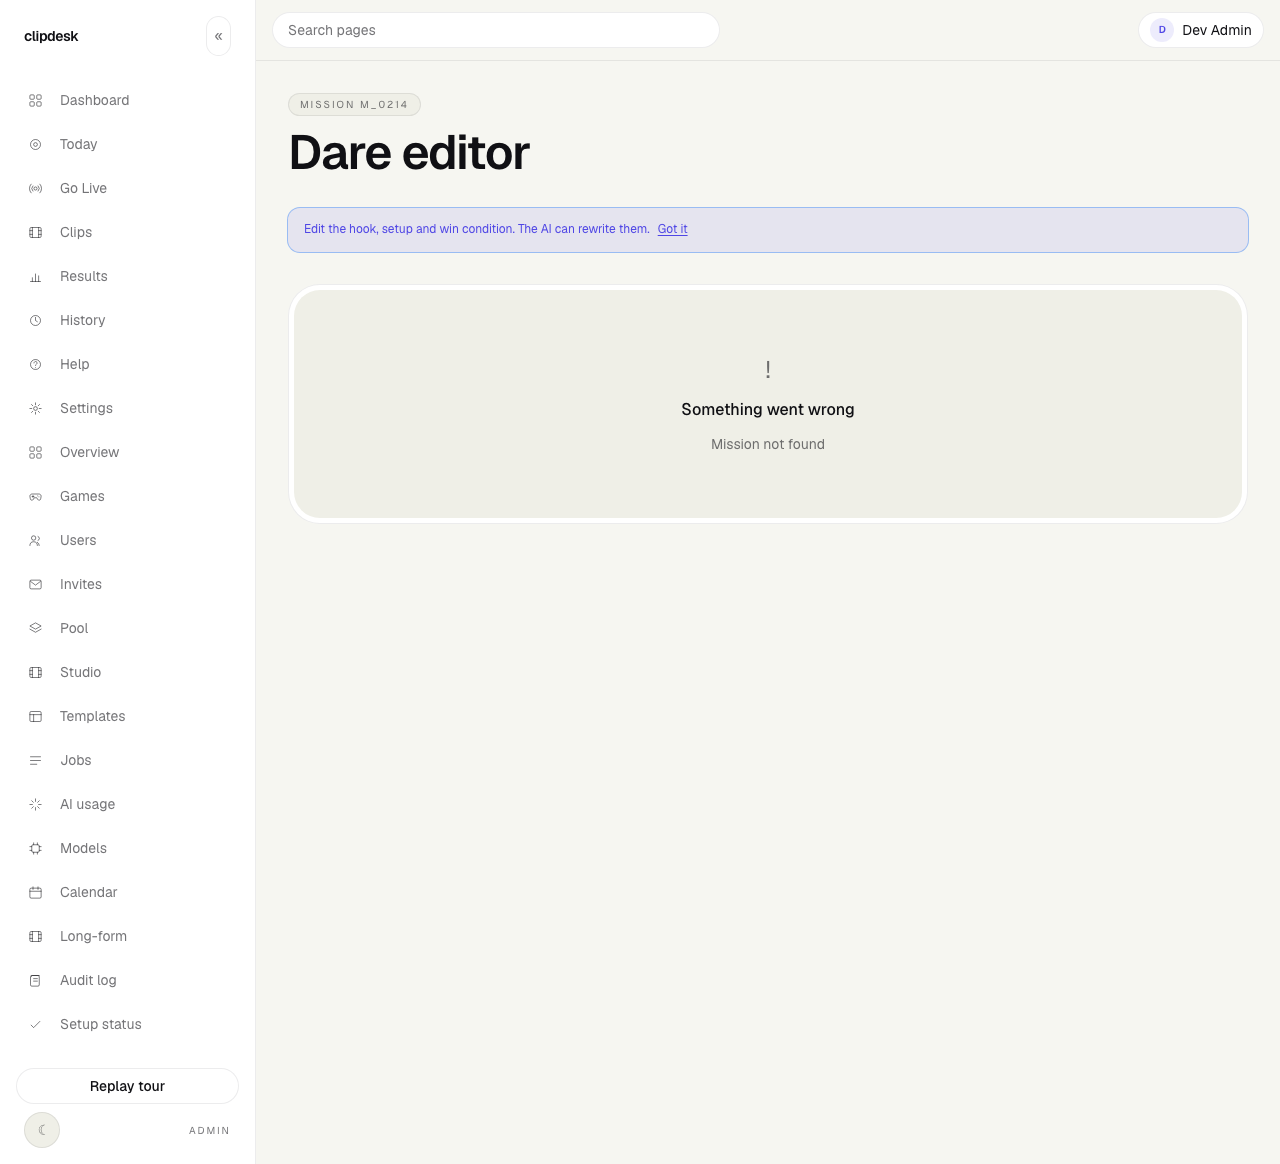 clipdesk
«
Search pages
D
Dev Admin
Dashboard
Today
Go Live
Clips
Results
History
Help
Settings
Overview
Games
Users
Invites
Pool
Studio
Templates
Jobs
AI usage
Models
Calendar
Long-form
Audit log
Setup status
Replay tour
ADMIN
MISSION M_0214
Dare editor
Edit the hook, setup and win condition. The AI can rewrite them. Got it
!
Something went wrong
Mission not found